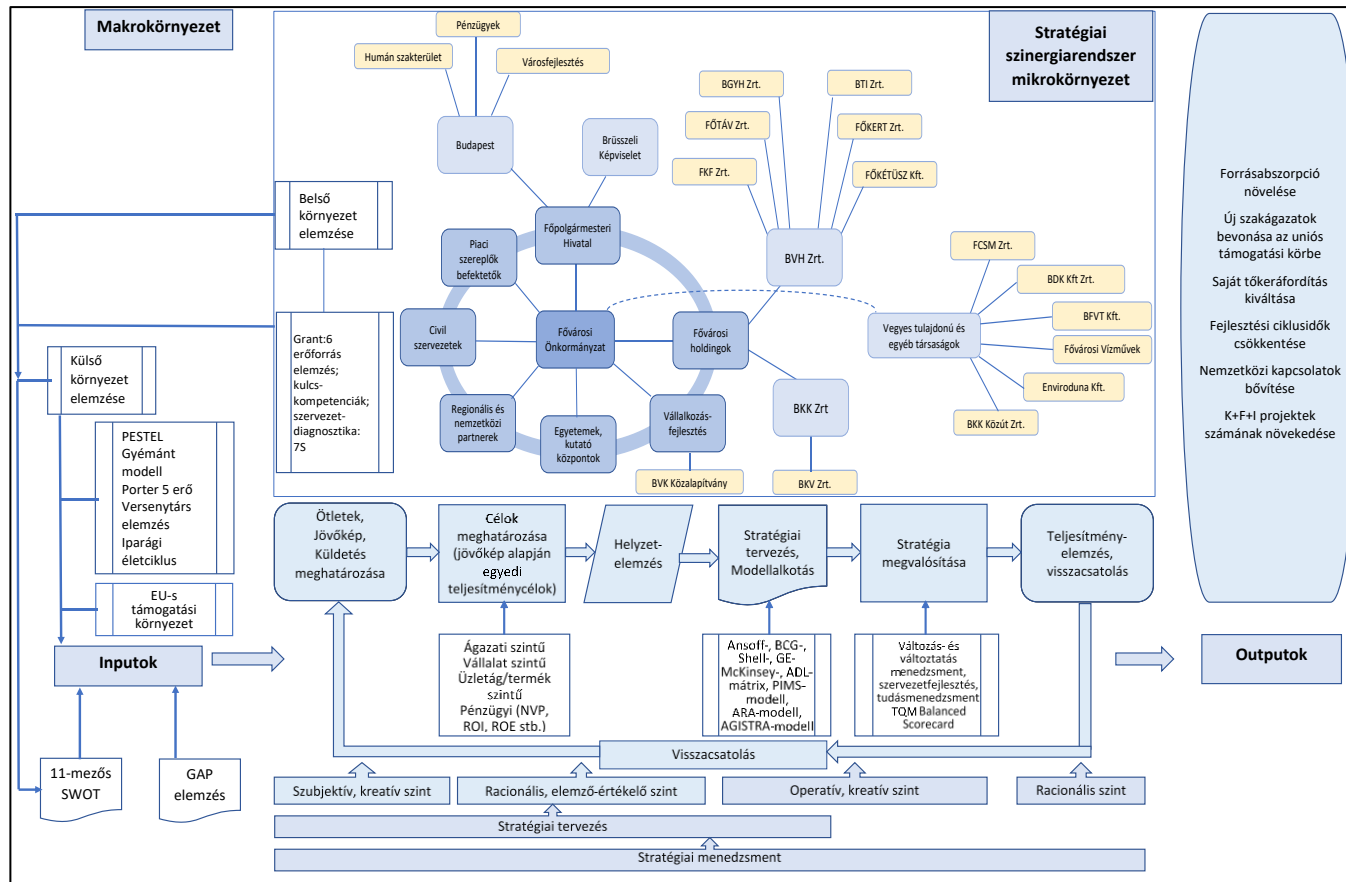 Makrokörnyezet
Stratégiai
szinergiarendszer
mikrokörnyezet
Pénzügyek
Humán szakterület
Városfejlesztés
Budapest
Brüsszeli
Képviselet
BGYH Zrt.
BTI Zrt.
FŐTÁV Zrt.
FŐKERT Zrt.
FKF Zrt.
FŐKÉTÜSZ Kft.
BVH Zrt.
Főpolgármesteri
Hivatal
Piaci
szereplők
befektetők
Civil
szervezetek
Fővárosi
Önkormányzat
Fővárosi
holdingok
Regionális és
nemzetközi
partnerek
Egyetemek,
kutató
központok
Vállalkozás-
fejlesztés
BVK Közalapítvány
BKK Zrt
BKV Zrt.
Vegyes tulajdonú és
egyéb társaságok
FCSM Zrt.
BDK Kft Zrt.
BFVT Kft.
Fővárosi Vízművek
Enviroduna Kft.
BKK Közút Zrt.
Belső
környezet
elemzése
Grant:6
erőforrás
elemzés;
kulcs-
kompetenciák;
szervezet-
diagnosztika:
7S
Külső
környezet
elemzése
PESTEL
Gyémánt
modell
Porter 5 erő
Versenytárs
elemzés
Iparági
életciklus
EU-s
támogatási
környezet
Inputok
11-mezős
SWOT
GAP
elemzés
Ötletek,
Jövőkép,
Küldetés
meghatározása
Célok
meghatározása
(jövőkép alapján
egyedi
teljesítménycélok)
Helyzet-
elemzés
Stratégiai
tervezés,
Modellalkotás
Stratégia
megvalósítása
Teljesítmény-
elemzés,
visszacsatolás
Ágazati szintű
Vállalat szintű
Üzletág/termék
szintű
Pénzügyi (NVP,
ROI, ROE stb.)
Ansoff-, BCG-,
Shell-, GE-
McKinsey-, ADL-
mátrix, PIMS-
modell,
ARA-modell,
AGISTRA-modell
Változás- és
változtatás
menedzsment,
szervezetfejlesztés,
tudásmenedzsment
TQM Balanced
Scorecard
Visszacsatolás
Szubjektív, kreatív szint
Racionális, elemző-értékelő szint
Operatív, kreatív szint
Racionális szint
Stratégiai tervezés
Stratégiai menedzsment
Forrásabszorpció
növelése
Új szakágazatok
bevonása az uniós
támogatási körbe
Saját tőkeráfordítás
kiváltása
Fejlesztési ciklusidők
csökkentése
Nemzetközi kapcsolatok
bővítése
K+F+I projektek
számának növekedése
Outputok